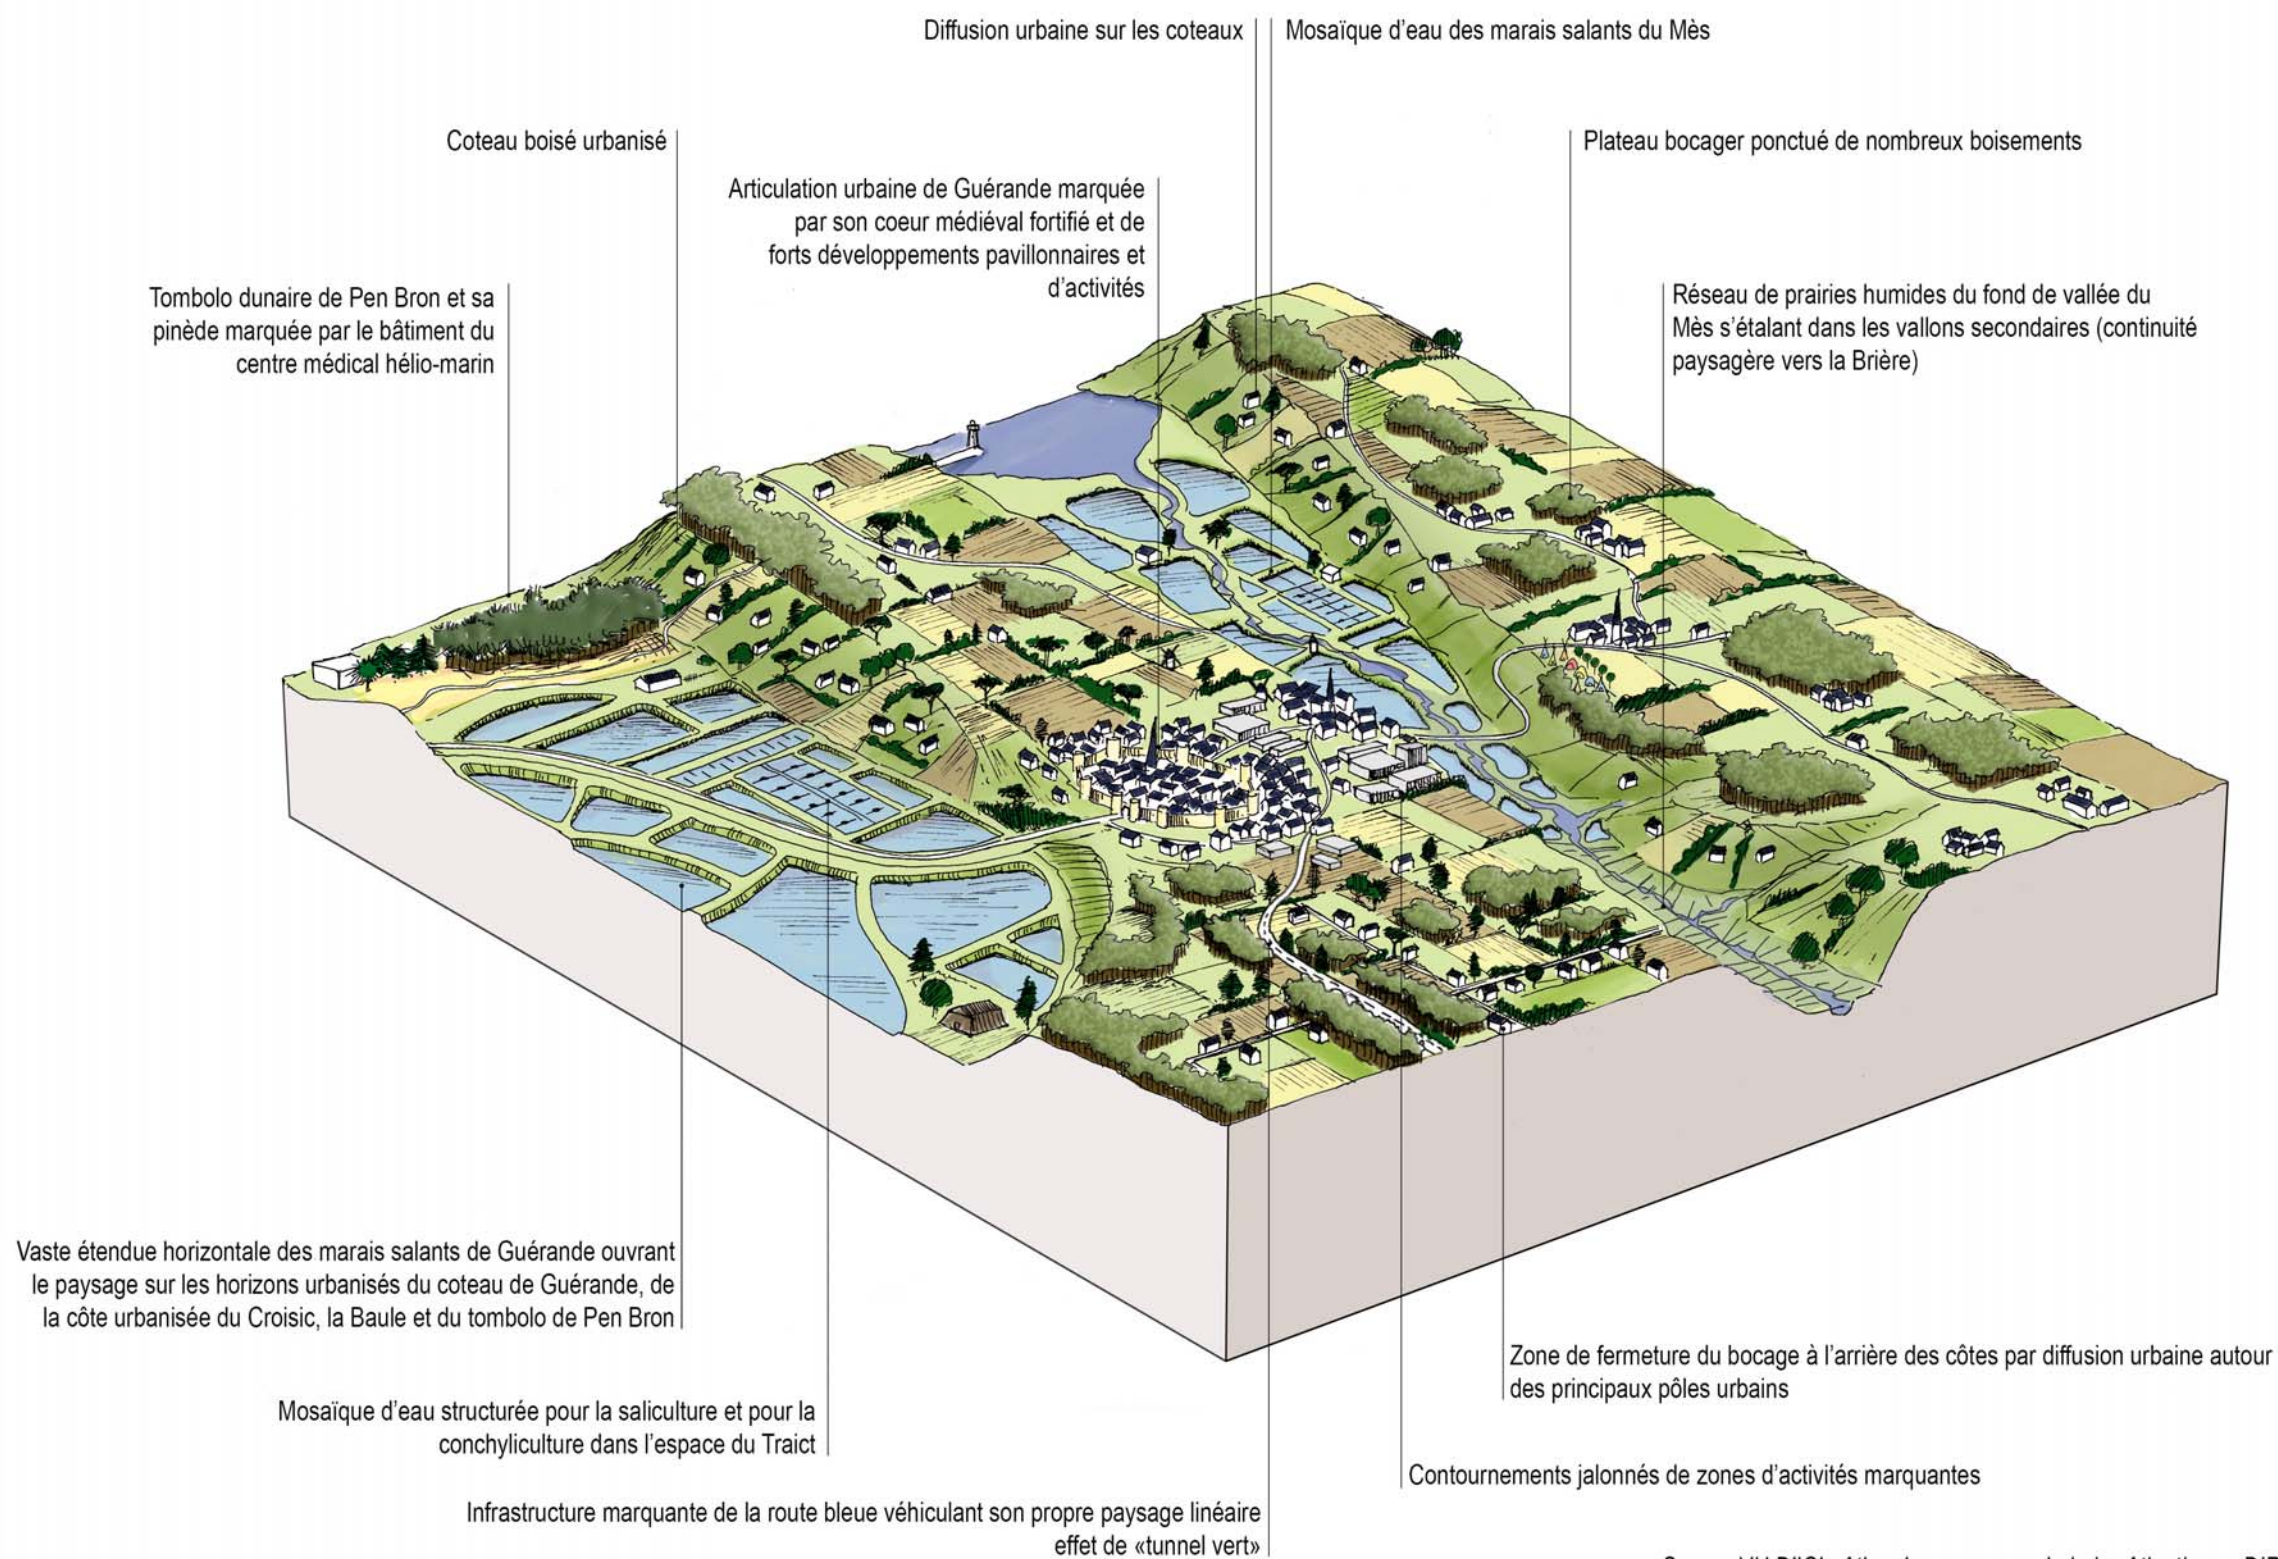 Diffusion urbaine sur les coteaux
Mosaïque d'eau des marais salants du Mès
Coteau boisé urbanisé
Plateau bocager ponctué de nombreux boisements
Articulation urbaine de Guérande marquée
par son coeur médiéval fortifié et de
forts développements pavillonnaires et
d'activités
Tombolo dunaire de Pen Bron et sa
pinède marquée par le bâtiment du
centre médical hélio-marin
Réseau de prairies humides du fond de vallée du
Mès s'étalant dans les vallons secondaires (continuité
paysagère vers la Brière)
Vaste étendue horizontale des marais salants de Guérande ouvrant
le paysage sur les horizons urbanisés du coteau de Guérande, de
la côte urbanisée du Croisic, la Baule et du tombolo de Pen Bron
Zone de fermeture du bocage à l'arrière des côtes par diffusion urbaine autour
des principaux pôles urbains
Mosaïque d'eau structurée pour la saliculture et pour la
conchyliculture dans l'espace du Traict
Contournements jalonnés de zones d'activités marquantes
Infrastructure marquante de la route bleue véhiculant son propre paysage linéaire
effet de «tunnel vert»